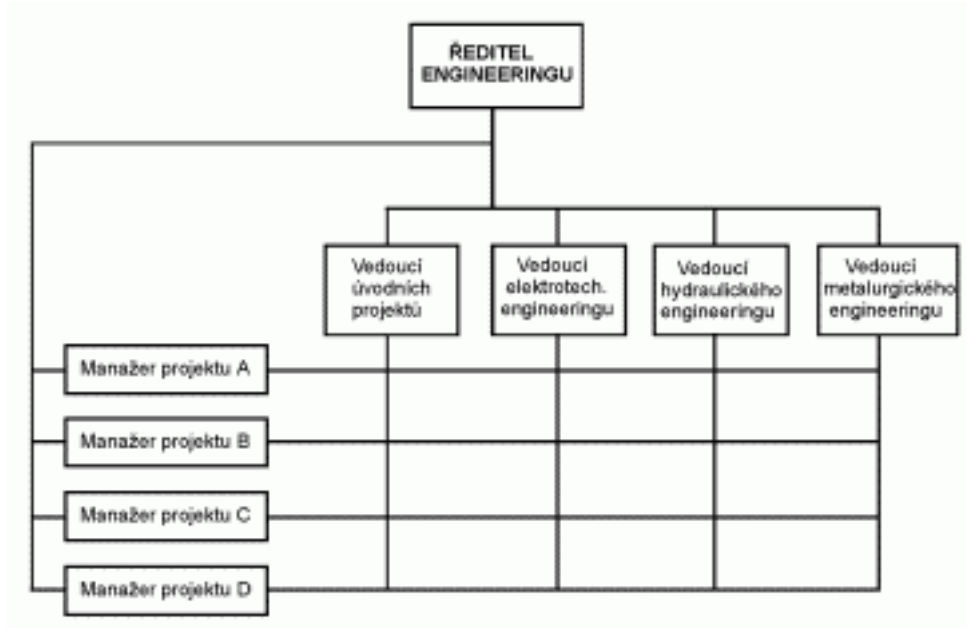 ŘEDITEL
ENGINEERINGU
Vedoucí
úvodních
projektů
Vedoucí
elektrotech.
engineeringu
Vedoucí
hydraulického
engineeringu
Vedoucí
metalurgického
engineeringu
Manažer projektu A
Manažer projektu B
Manažer projektu C
Manažer projektu D